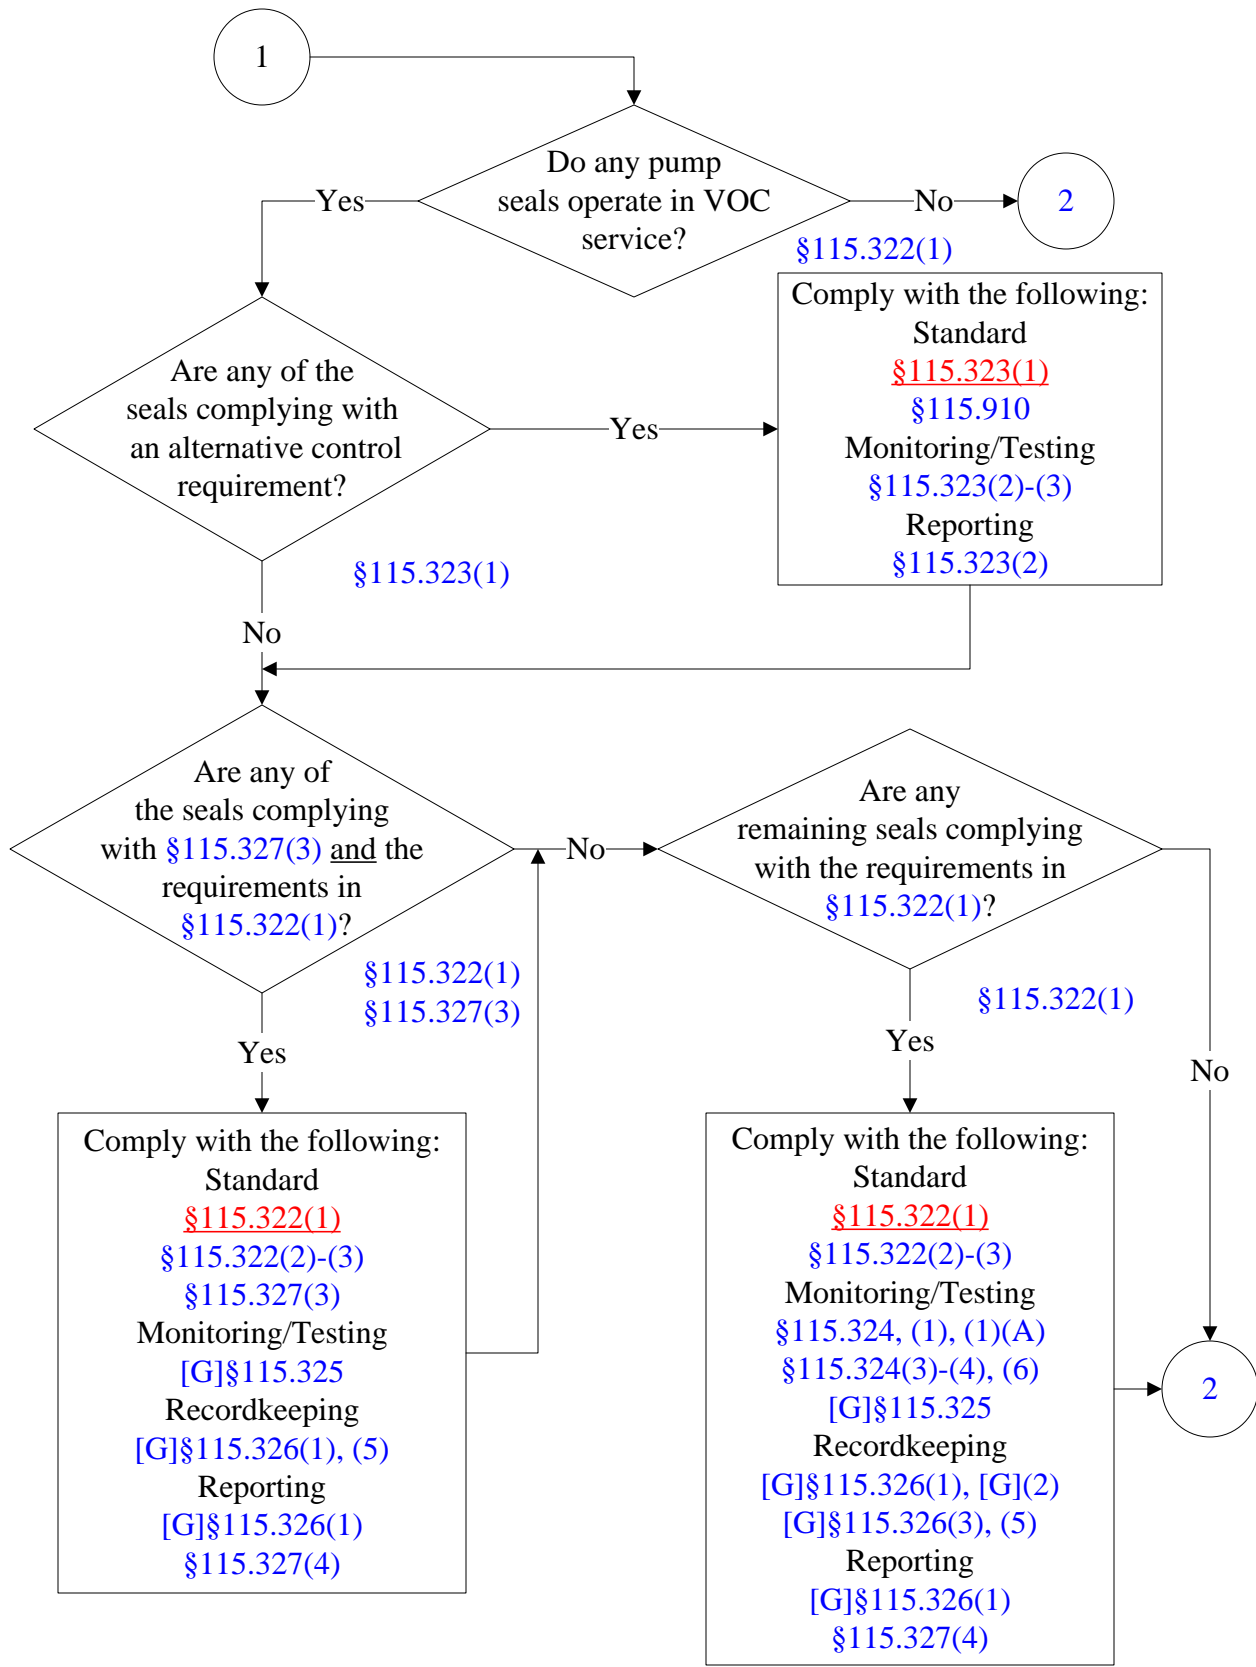 1
Do any pump
seals operate in VOC
service?
Yes
No
2
§115.322(1)
Comply with the following:
Standard
§115.323(1)
§115.910
Monitoring/Testing
§115.323(2)-(3)
Reporting
§115.323(2)
Are any of the
seals complying with
an alternative control
requirement?
Yes
§115.323(1)
No
Are any of
the seals complying
with §115.327(3) and the
requirements in
§115.322(1)?
No
§115.322(1)
§115.327(3)
Yes
Are any
remaining seals complying
with the requirements in
§115.322(1)?
§115.322(1)
Yes
No
Comply with the following:
Standard
§115.322(1)
§115.322(2)-(3)
§115.327(3)
Monitoring/Testing
[G]§115.325
Recordkeeping
[G]§115.326(1), (5)
Reporting
[G]§115.326(1)
§115.327(4)
Comply with the following:
Standard
§115.322(1)
§115.322(2)-(3)
Monitoring/Testing
§115.324, (1), (1)(A)
§115.324(3)-(4), (6)
[G]§115.325
Recordkeeping
[G]§115.326(1), [G](2)
[G]§115.326(3), (5)
Reporting
[G]§115.326(1)
§115.327(4)
2